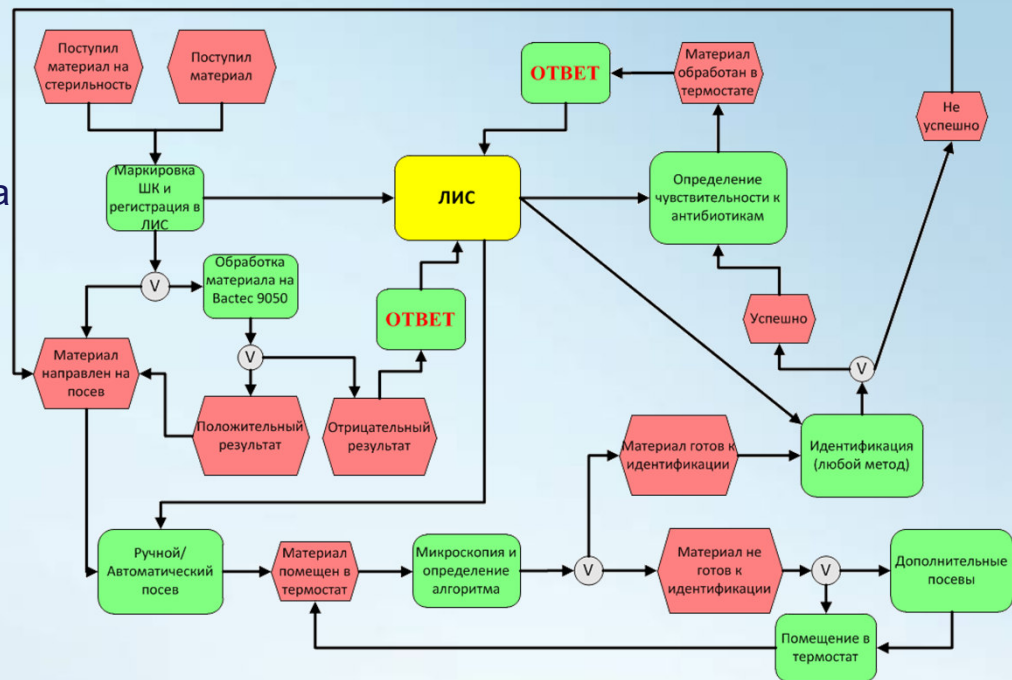 Поступил
материал на
стерильность
Поступил
материал
ОТВЕТ
Материал
обработан в
термостате
Не
успешно
а
Маркировка
ШК и
регистрация в
ЛИС
ЛИС
Определение
чувствительности к
антибиотикам
V
Обработка
материала на
Bactec 9050
ОТВЕТ
Успешно
V
Материал
направлен на
посев
V
Положительный
результат
Отрицательный
результат
Материал готов к
идентификации
Идентификация
(любой метод)
Ручной/
Автоматический
посев
Материал
помещен в
термостат
Микроскопия и
определение
алгоритма
V
Материал не
готов к
идентификации
V
Дополнительные
посевы
Помещение в
термостат